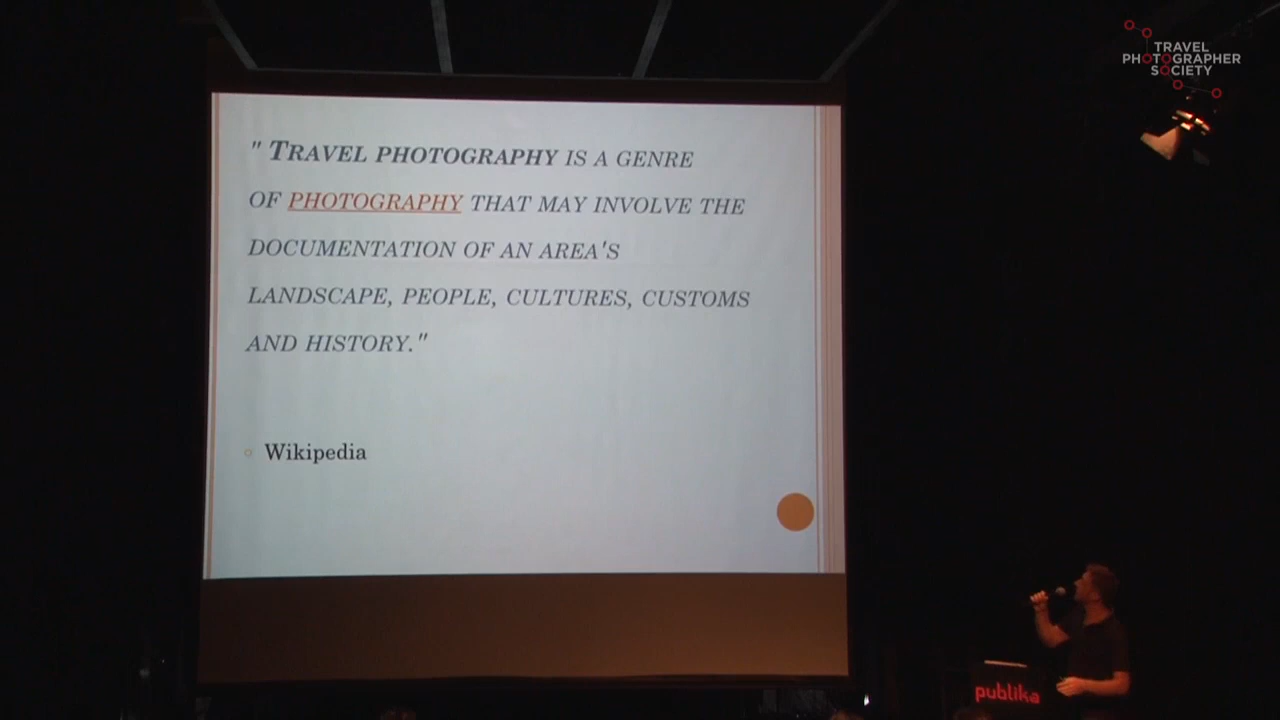 TRAVEL
PHOTOGRAPHER
SOCIETY
" TRAVEL PHOTOGRAPHY IS A GENRE
OF PHOTOGRAPHY THAT MAY INVOLVE THE
DOCUMENTATION OF AN AREA'S
LANDSCAPE, PEOPLE, CULTURES, CUSTOMS
AND HISTORY."
Wikipedia
publika